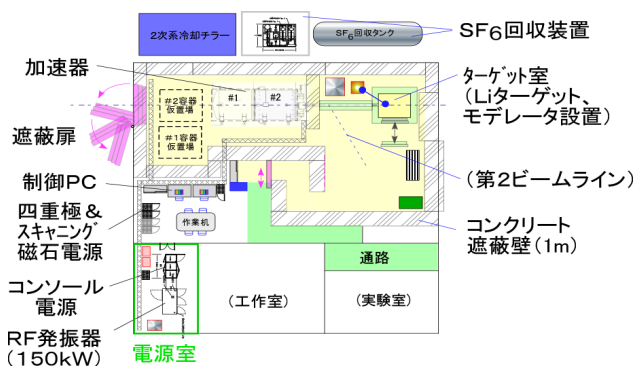 2次系冷却チラー
SF6回収タンク
SF6回収装置
加速器
#1
#2
#2容器
仮置場
#1容器
仮置場
ターゲット室
(Liターゲット、
モデレータ設置)
遮蔽扉
制御PC
(第2ビームライン)
四重極&
スキャニング
磁石電源
作業机
コンクリート
遮蔽壁(1m)
通路
コンソール
電源
(工作室)
(実験室)
RF発振器
(150kW)
電源室